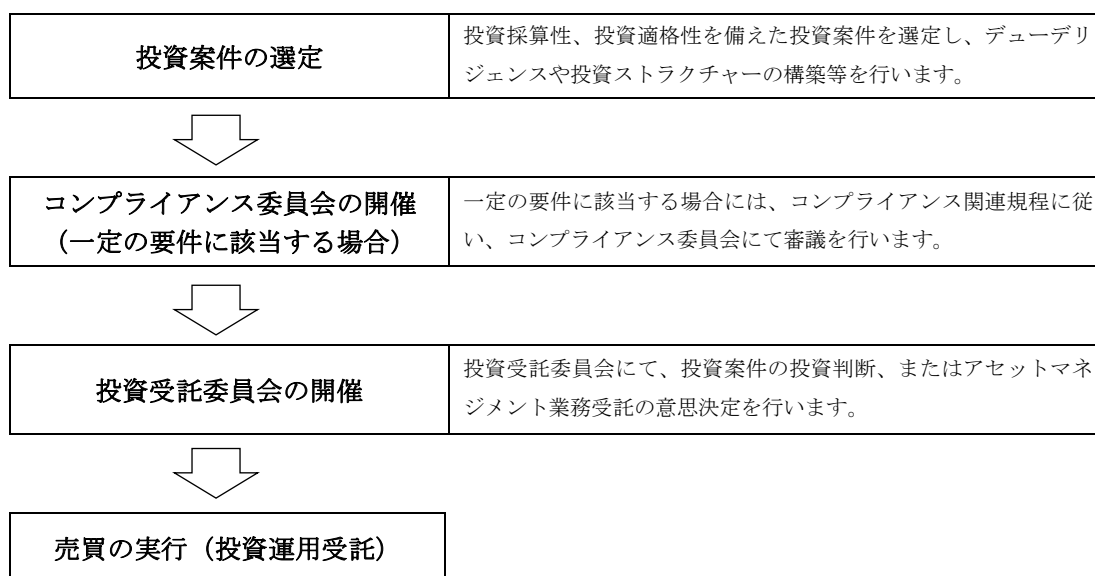 投資案件の選定
投資採算性、投資適格性を備えた投資案件を選定し、デューデリ
ジェンスや投資ストラクチャーの構築等を行います。
コンプライアンス委員会の開催
（一定の要件に該当する場合）
一定の要件に該当する場合には、コンプライアンス関連規程に従
い、コンプライアンス委員会にて審議を行います。
投資受託委員会の開催
投資受託委員会にて、投資案件の投資判断、またはアセットマネ
ジメント業務受託の意思決定を行います。
売買の実行（投資運用受託）